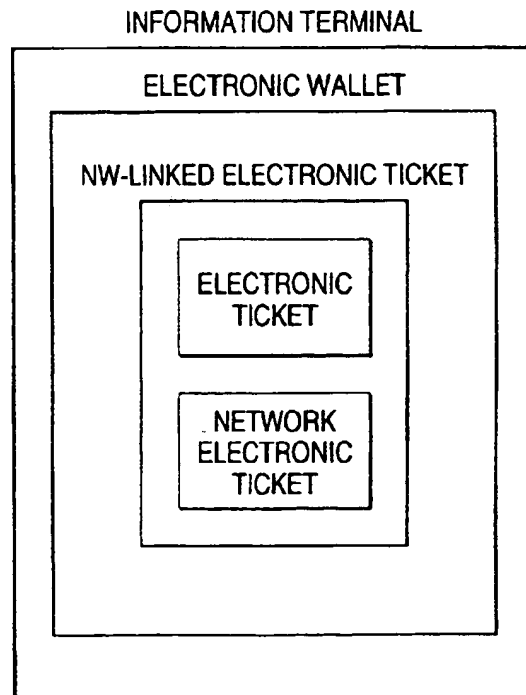 INFORMATION TERMINAL
ELECTRONIC WALLET
NW-LINKED ELECTRONIC TICKET
ELECTRONIC
TICKET
NETWORK
ELECTRONIC
TICKET